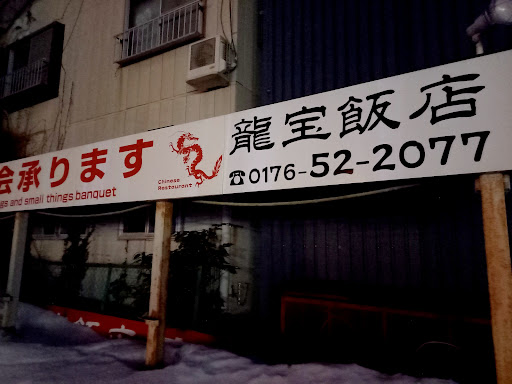 会承ります
gs and small things banquet
Chinese
Restaurant
龍宝飯店
☎0176-52-2077